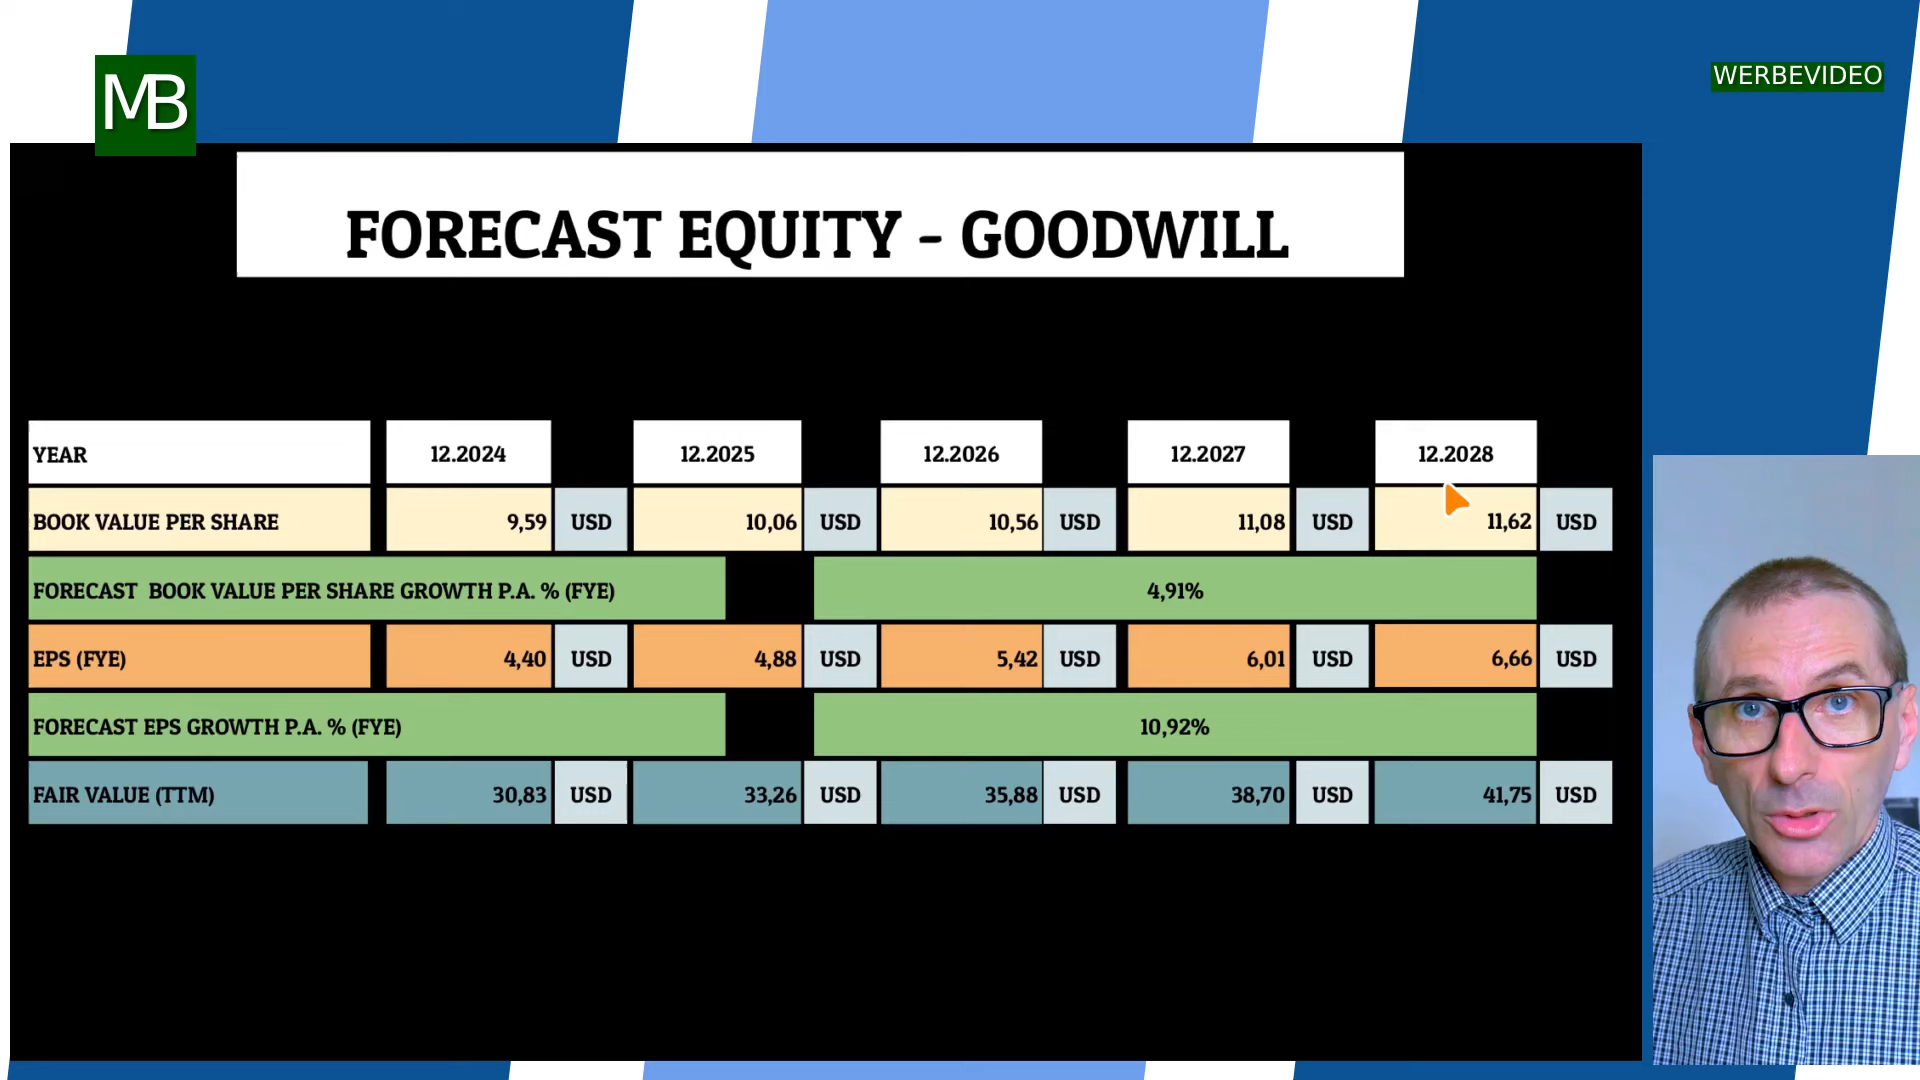 MB
WERBEVIDEO
FORECAST EQUITY - GOODWILL
YEAR 12.2024 12.2025 12.2026 12.2027 12.2028
BOOK VALUE PER SHARE 9,59 USD 10,06 USD 10,56 USD 11,08 USD 11,62 USD
FORECAST BOOK VALUE PER SHARE GROWTH P.A. % (FYE) 4,91%
EPS (FYE) 4,40 USD 4,88 USD 5,42 USD 6,01 USD 6,66 USD
FORECAST EPS GROWTH P.A. % (FYE) 10,92%
FAIR VALUE (TTM) 30,83 USD 33,26 USD 35,88 USD 38,70 USD 41,75 USD